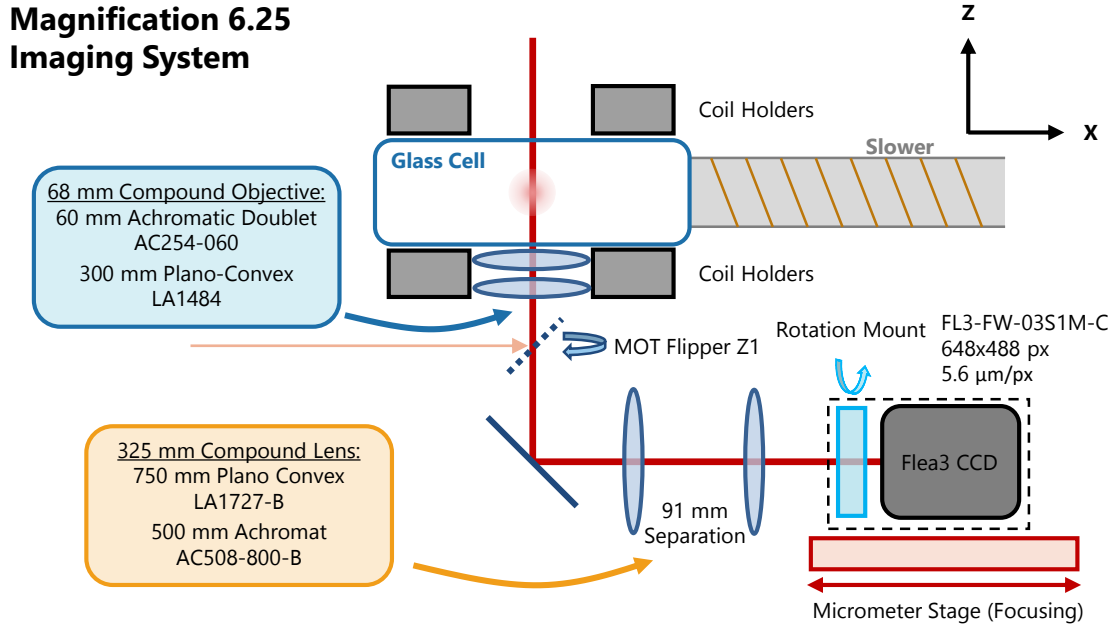 Magnification 6.25
Imaging System
Z
X
Coil Holders
Glass Cell
Slower
68 mm Compound Objective:
60 mm Achromatic Doublet
AC254-060
300 mm Plano-Convex
LA1484
Coil Holders
MOT Flipper Z1
Rotation Mount
FL3-FW-03S1M-C
648x488 px
5.6 µm/px
325 mm Compound Lens:
750 mm Plano Convex
LA1727-B
500 mm Achromat
AC508-800-B
91 mm
Separation
Flea3 CCD
Micrometer Stage (Focusing)